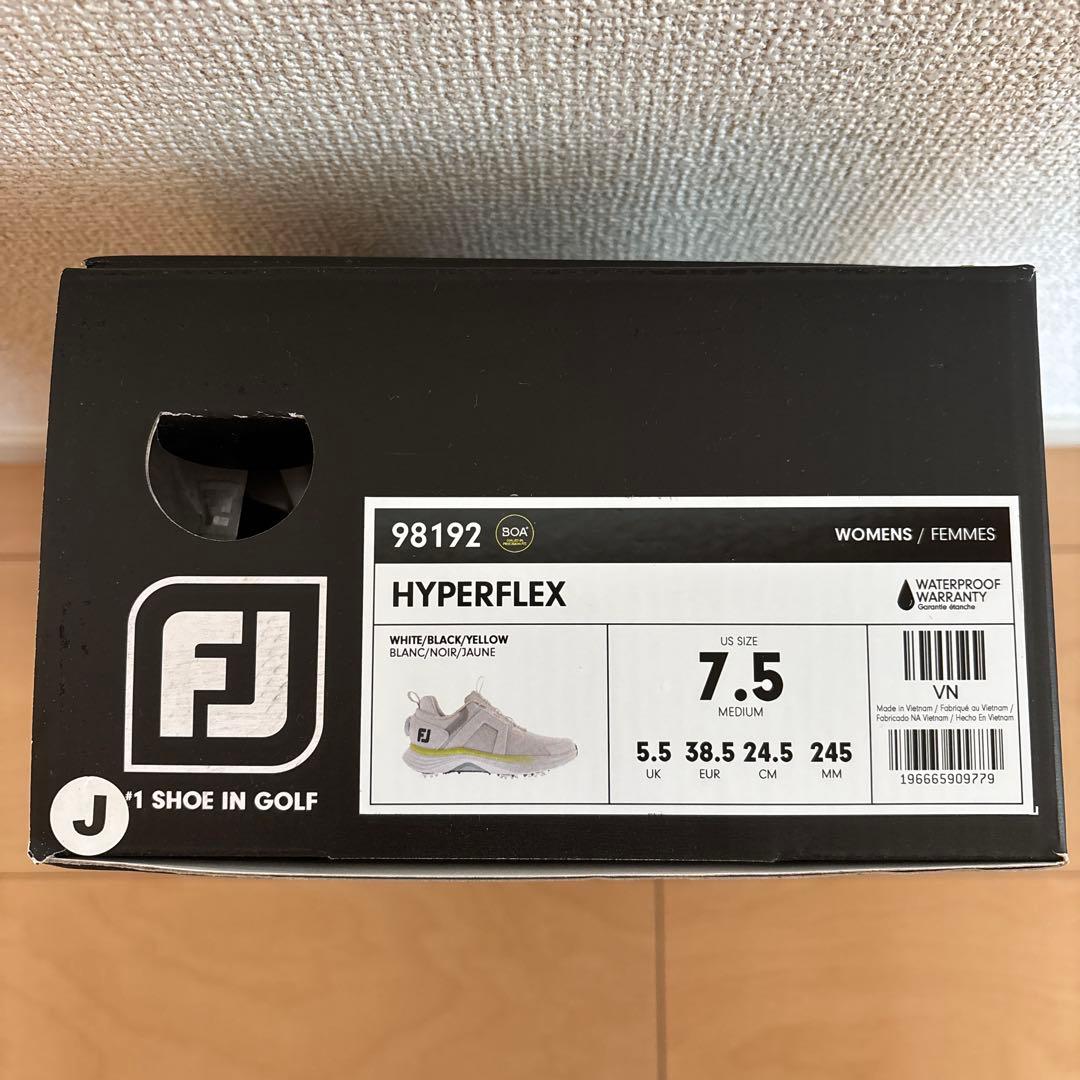 98192
BOA
WOMENS / FEMMES
HYPERFLEX
WATERPROOF
WARRANTY
Garantie étanche
WHITE/BLACK/YELLOW
BLANC/NOIR/JAUNE
FJ
US SIZE
7.5
MEDIUM
5.5 38.5 24.5 245
UK EUR CM MM
VN
Made in Vietnam / Fabriqué au Vietnam /
Fabricado NA Vietnam / Hecho En Vietnam
196665909779
FJ
#1 SHOE IN GOLF
J